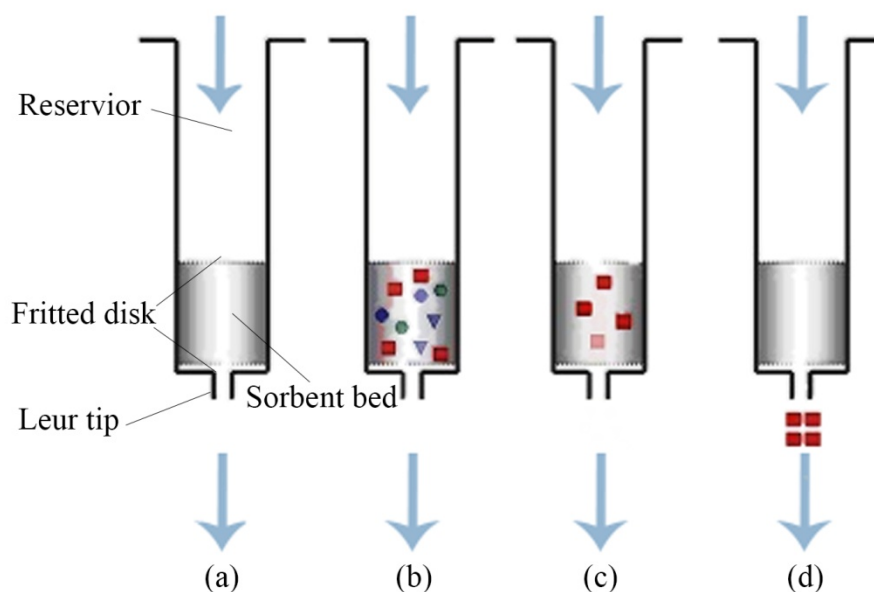 Reservior
Fritted disk
Sorbent bed
Leur tip
(a) (b) (c) (d)